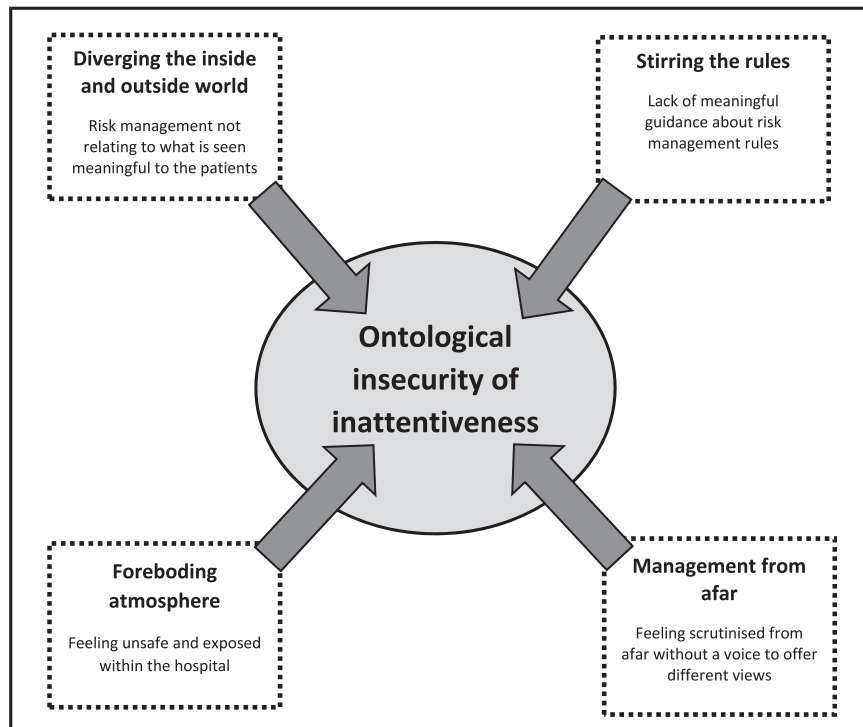 Diverging the inside
and outside world
Risk management not
relating to what is seen
meaningful to the patients
Stirring the rules
Lack of meaningful
guidance about risk
management rules
Ontological
insecurity of
inattentiveness
Foreboding
atmosphere
Feeling unsafe and exposed
within the hospital
Management from
afar
Feeling scrutinised from
afar without a voice to offer
different views